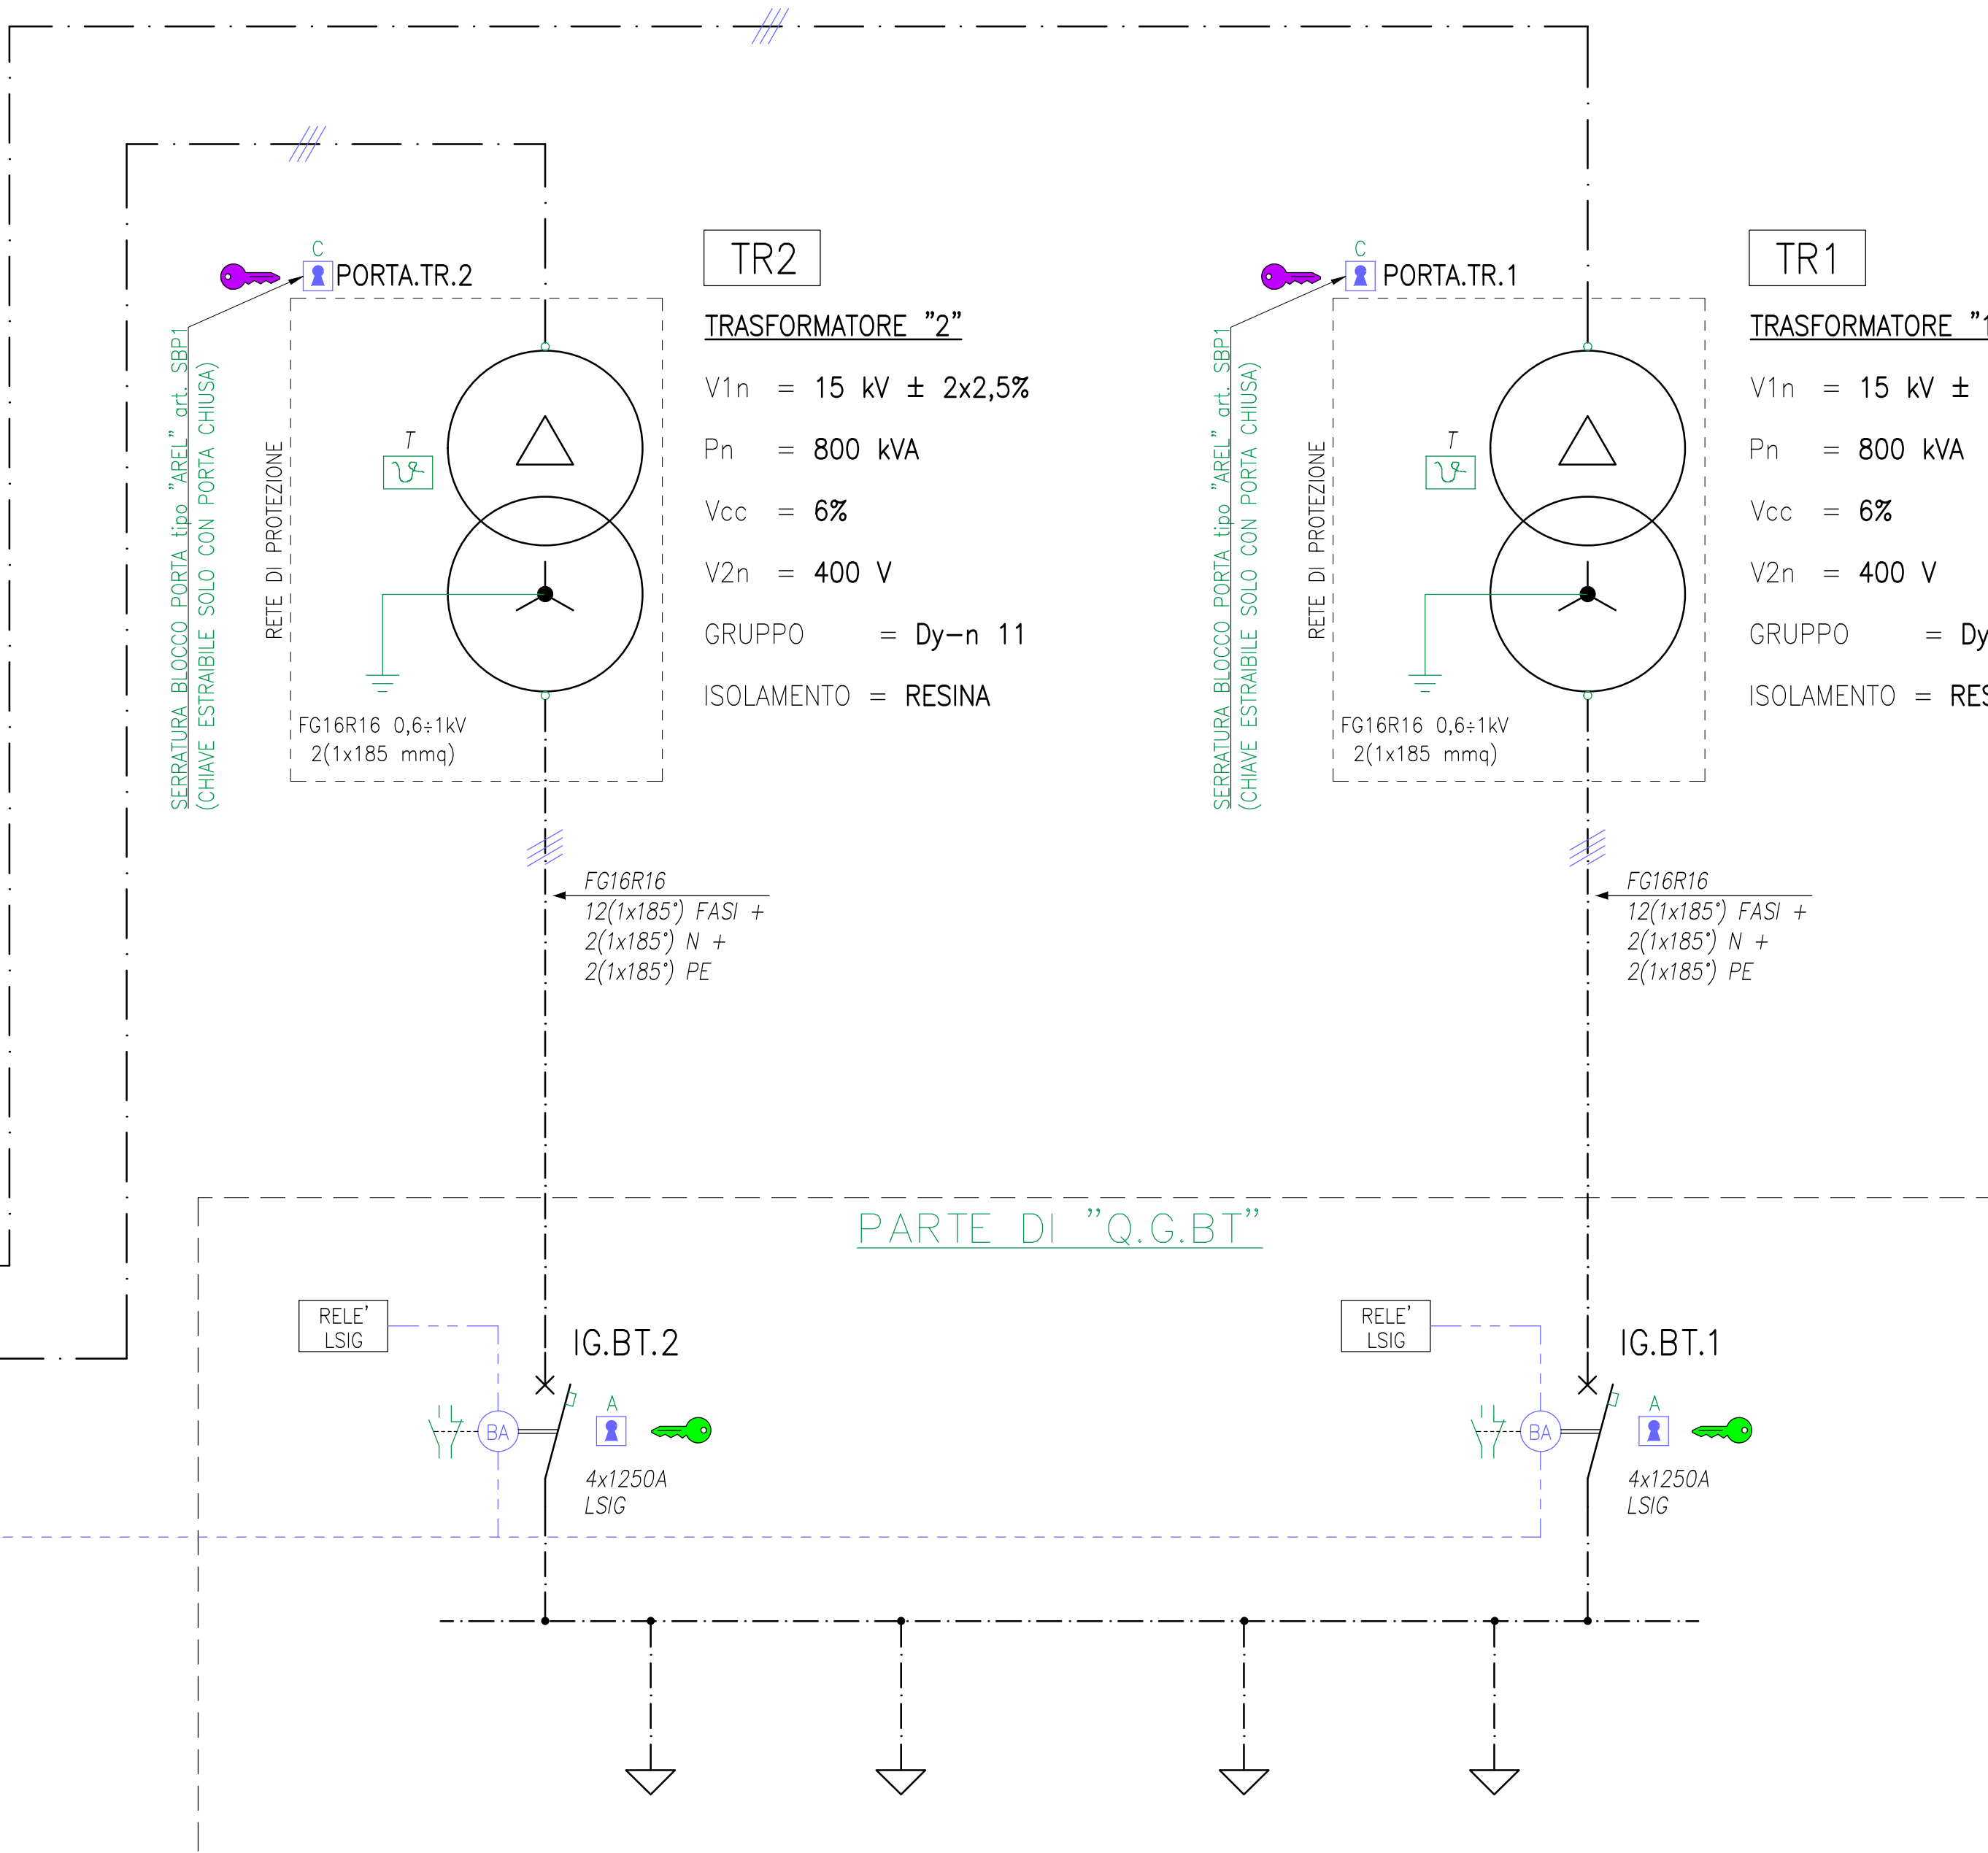 C
PORTA.TR.2
TR2
TRASFORMATORE "2"
V1n = 15 kV ± 2x2,5%
Pn = 800 kVA
Vcc = 6%
V2n = 400 V
GRUPPO = Dy-n 11
ISOLAMENTO = RESINA
SERRATURA BLOCCO PORTA tipo "AREL" art. SBP1
(CHIAVE ESTRAIBILE SOLO CON PORTA CHIUSA)
RETE DI PROTEZIONE
T
ϑ
FG16R16 0,6÷1kV
2(1x185 mmq)
FG16R16
12(1x185°) FASI +
2(1x185°) N +
2(1x185°) PE
C
PORTA.TR.1
TR1
TRASFORMATORE "1
V1n = 15 kV ±
Pn = 800 kVA
Vcc = 6%
V2n = 400 V
GRUPPO = Dy
ISOLAMENTO = RES
SERRATURA BLOCCO PORTA tipo "AREL" art. SBP1
(CHIAVE ESTRAIBILE SOLO CON PORTA CHIUSA)
RETE DI PROTEZIONE
T
ϑ
FG16R16 0,6÷1kV
2(1x185 mmq)
FG16R16
12(1x185°) FASI +
2(1x185°) N +
2(1x185°) PE
PARTE DI "Q.G.BT"
RELE'
LSIG
IG.BT.2
A
BA
4x1250A
LSIG
RELE'
LSIG
IG.BT.1
A
BA
4x1250A
LSIG